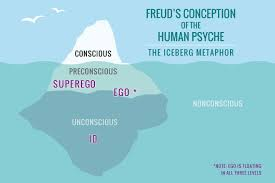 FREUD'S CONCEPTION
OF THE
HUMAN PSYCHE
THE ICEBERG METAPHOR
CONSCIOUS
PRECONSCIOUS
SUPEREGO
EGO *
NONCONSCIOUS
UNCONSCIOUS
ID
*NOTE: EGO IS FLOATING
IN ALL THREE LEVELS